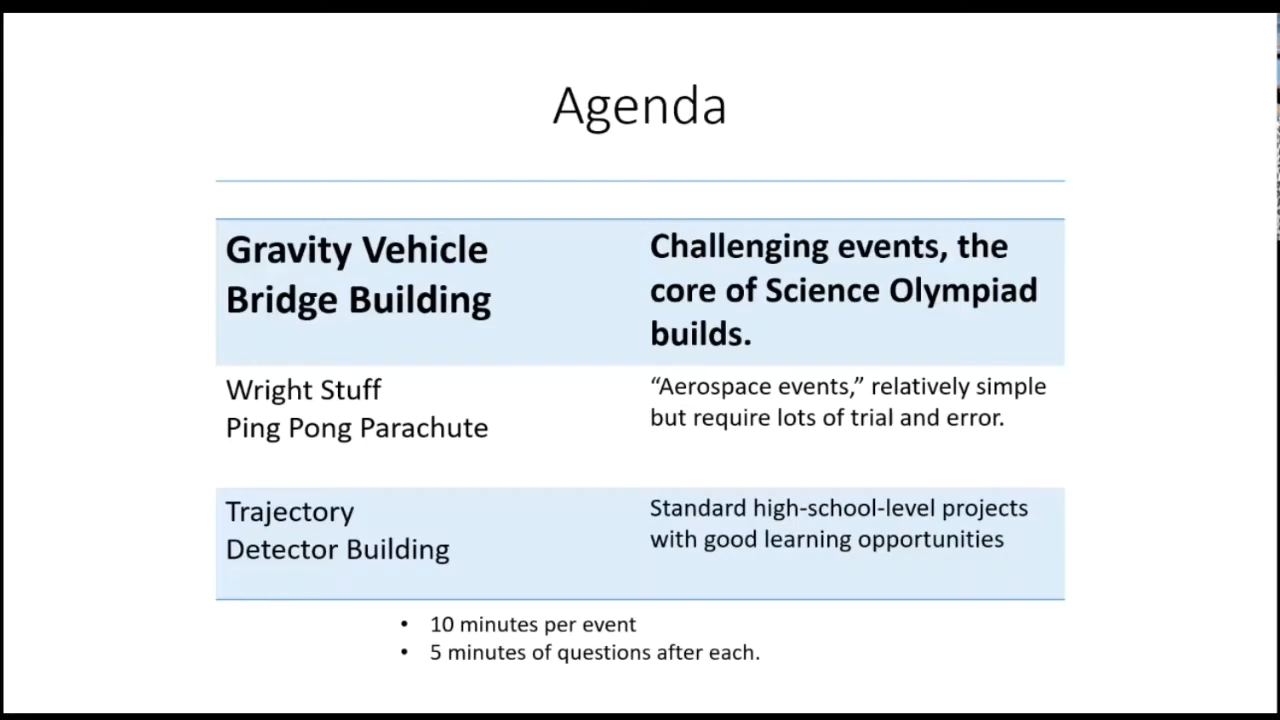 Agenda
Gravity Vehicle
Bridge Building
Challenging events, the
core of Science Olympiad
builds.
Wright Stuff
Ping Pong Parachute
“Aerospace events,” relatively simple
but require lots of trial and error.
Trajectory
Detector Building
Standard high-school-level projects
with good learning opportunities
• 10 minutes per event
• 5 minutes of questions after each.